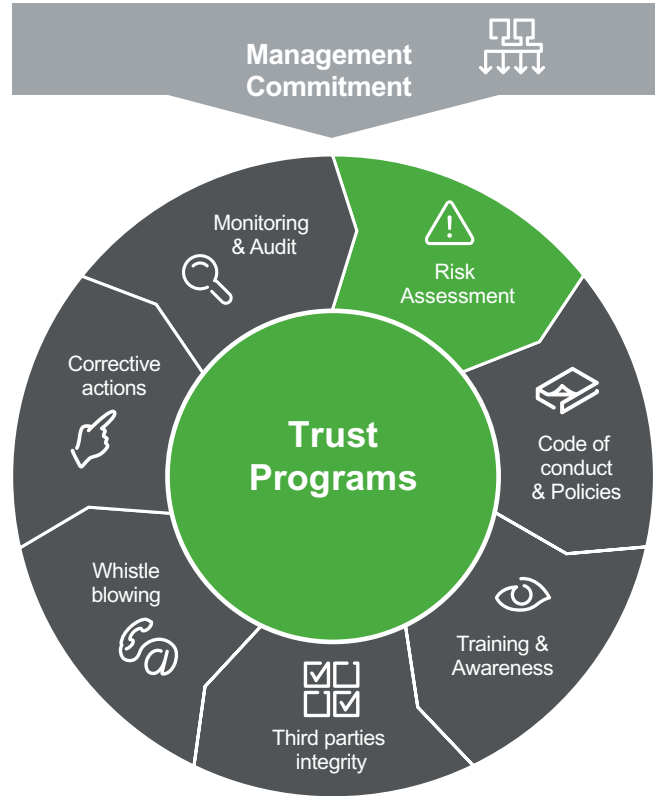 Management
Commitment
Monitoring
& Audit
Risk
Assessment
Corrective
actions
Trust
Programs
Code of
conduct
& Policies
Whistle
blowing
Training &
Awareness
Third parties
integrity